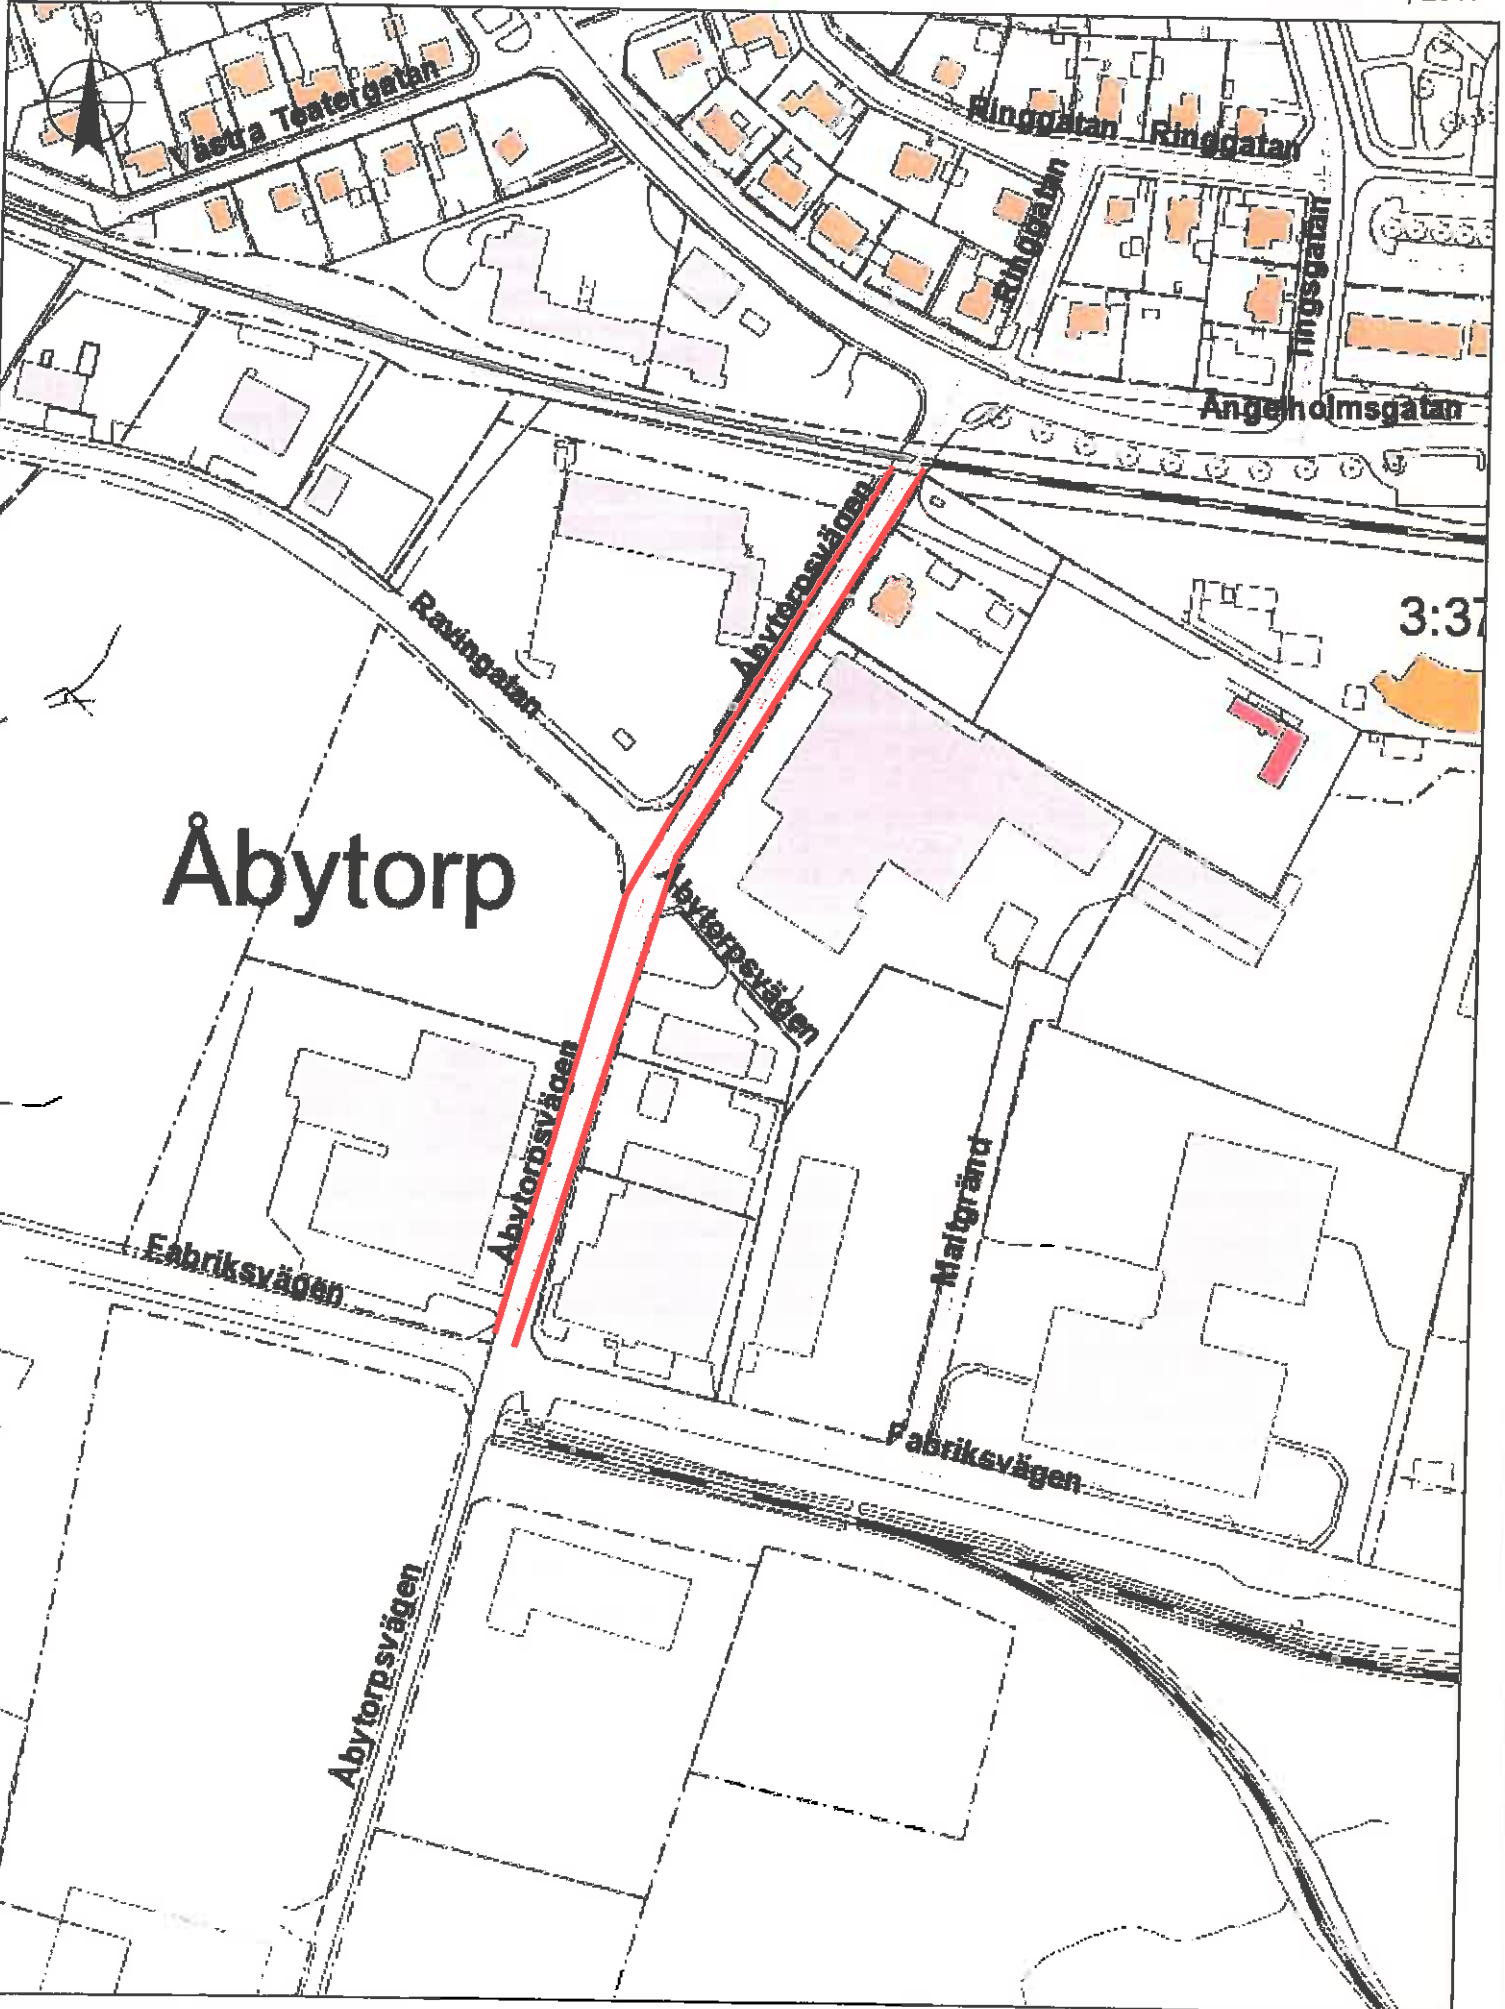 Västra Teatergatan
Ringgatan
Ringgatan
Ringgatan
Tingsgatan
Ängelholmsgatan
Åbytorpsvägen
3:37
Ravingatan
Åbytorp
Åbytorpsvägen
Åbytorpsvägen
Maltgränd
Fabriksvägen
Fabriksvägen
Åbytorpsvägen